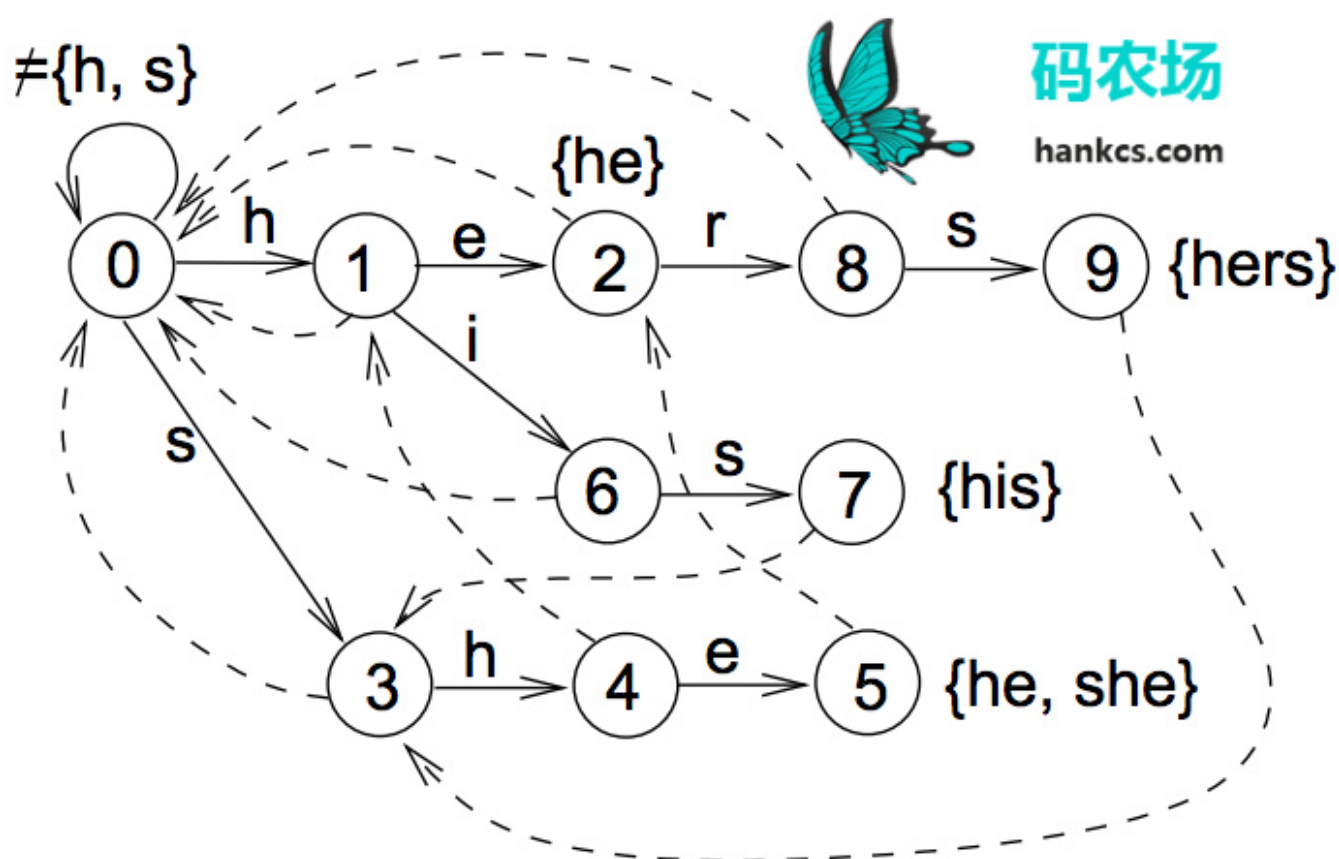 ≠{h, s}
码农场
hankcs.com
{he}
0 h 1 e 2 r 8 s 9 {hers}
i
s
6 s 7 {his}
3 h 4 e 5 {he, she}